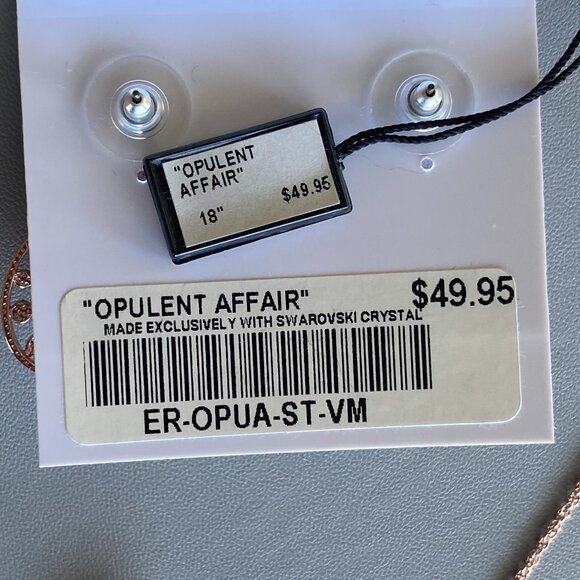 "OPULENT
AFFAIR"
18" $49.95
"OPULENT AFFAIR" $49.95
MADE EXCLUSIVELY WITH SWAROVSKI CRYSTAL
ER-OPUA-ST-VM